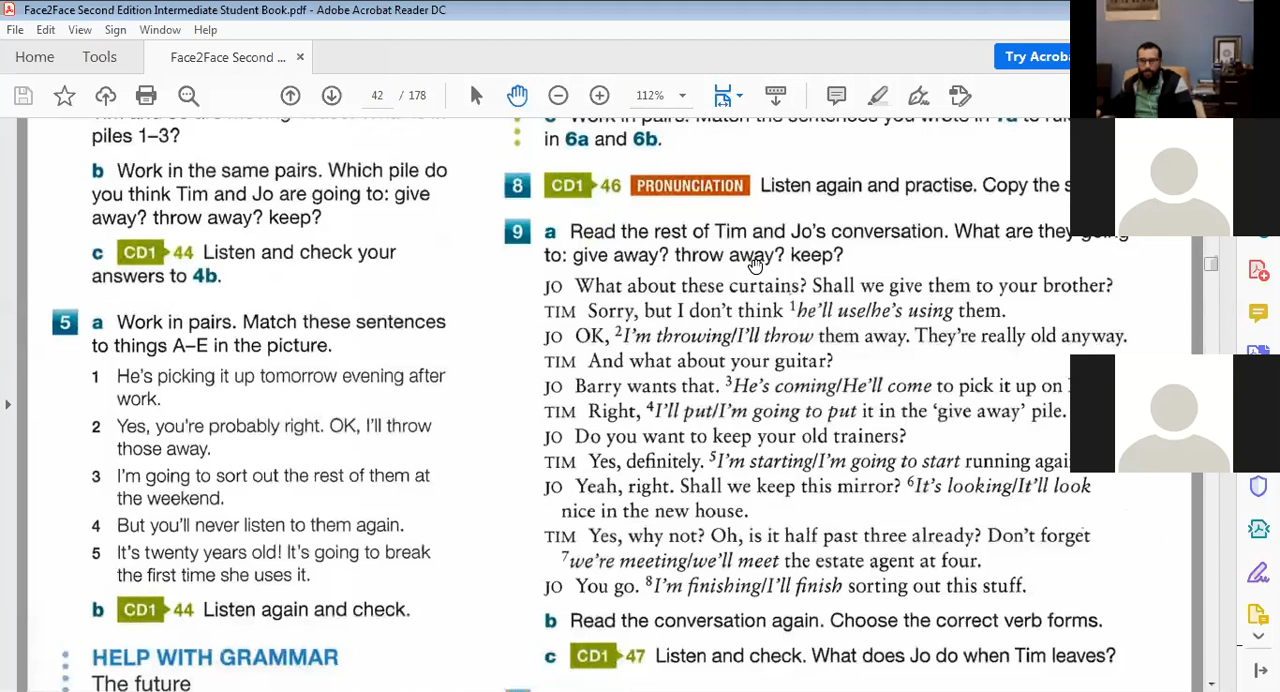 Face2Face Second Edition Intermediate Student Book.pdf - Adobe Acrobat Reader DC
File Edit View Sign Window Help
Home Tools Face2Face Second ... × Try Acroba
42 / 178 112%
piles 1–3?
b Work in the same pairs. Which pile do
you think Tim and Jo are going to: give
away? throw away? keep?
c CD1 44 Listen and check your
answers to 4b.
5 a Work in pairs. Match these sentences
to things A–E in the picture.
1 He's picking it up tomorrow evening after
work.
2 Yes, you're probably right. OK, I'll throw
those away.
3 I'm going to sort out the rest of them at
the weekend.
4 But you'll never listen to them again.
5 It's twenty years old! It's going to break
the first time she uses it.
b CD1 44 Listen again and check.
HELP WITH GRAMMAR
The future
in 6a and 6b.
8 CD1 46 PRONUNCIATION Listen again and practise. Copy the s
9 a Read the rest of Tim and Jo's conversation. What are they going
to: give away? throw away? keep?
JO What about these curtains? Shall we give them to your brother?
TIM Sorry, but I don't think ¹he'll use/he's using them.
JO OK, ²I'm throwing/I'll throw them away. They're really old anyway.
TIM And what about your guitar?
JO Barry wants that. ³He's coming/He'll come to pick it up on
TIM Right, ⁴I'll put/I'm going to put it in the 'give away' pile.
JO Do you want to keep your old trainers?
TIM Yes, definitely. ⁵I'm starting/I'm going to start running agai
JO Yeah, right. Shall we keep this mirror? ⁶It's looking/It'll look
nice in the new house.
TIM Yes, why not? Oh, is it half past three already? Don't forget
⁷we're meeting/we'll meet the estate agent at four.
JO You go. ⁸I'm finishing/I'll finish sorting out this stuff.
b Read the conversation again. Choose the correct verb forms.
c CD1 47 Listen and check. What does Jo do when Tim leaves?